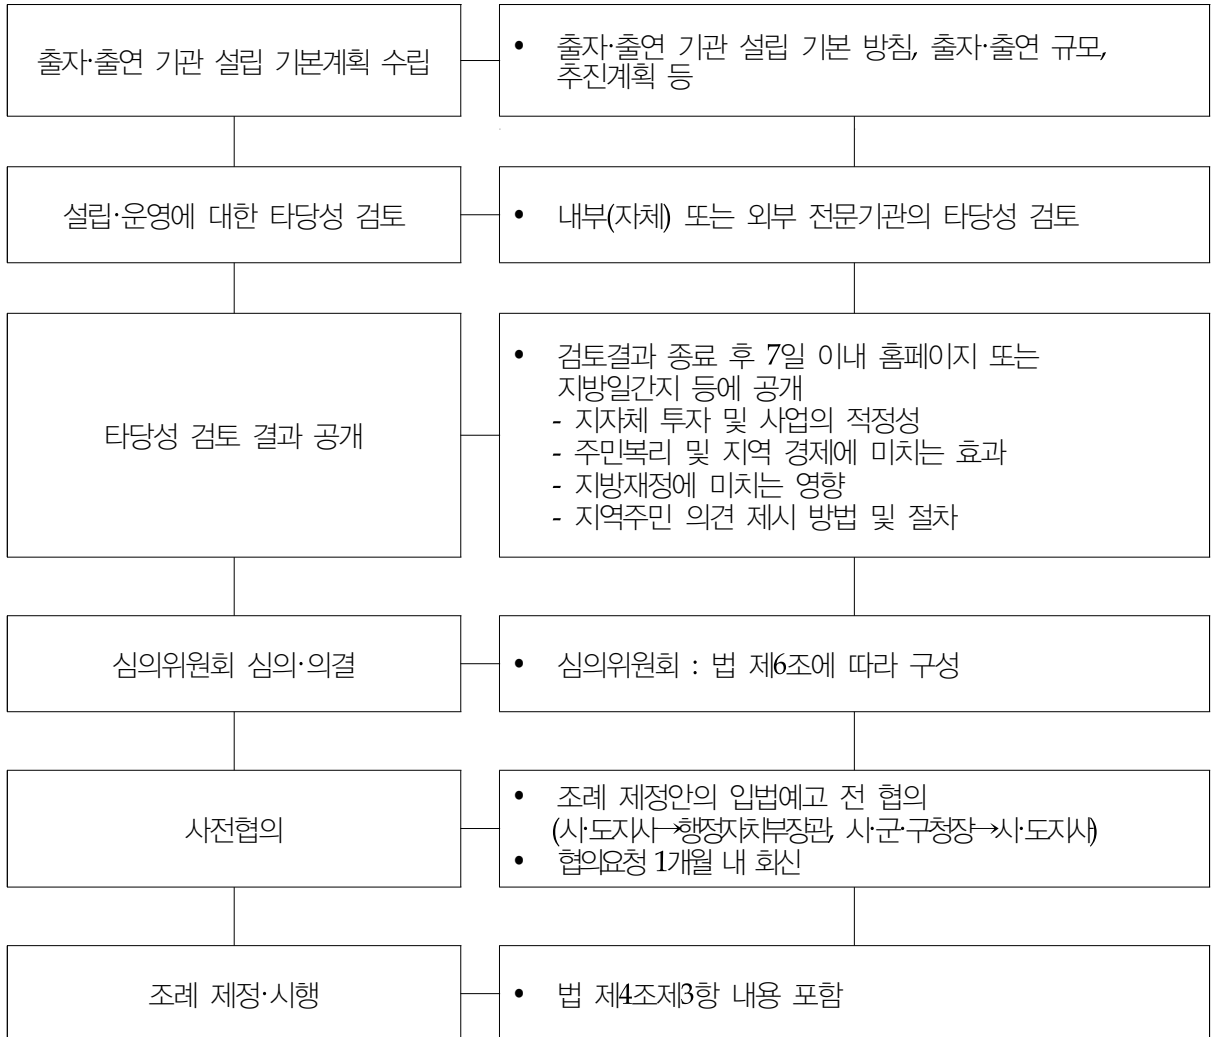 출자·출연 기관 설립 기본계획 수립
• 출자·출연 기관 설립 기본 방침, 출자·출연 규모,
추진계획 등
설립·운영에 대한 타당성 검토
• 내부(자체) 또는 외부 전문기관의 타당성 검토
타당성 검토 결과 공개
• 검토결과 종료 후 7일 이내 홈페이지 또는
지방일간지 등에 공개
- 지자체 투자 및 사업의 적정성
- 주민복리 및 지역 경제에 미치는 효과
- 지방재정에 미치는 영향
- 지역주민 의견 제시 방법 및 절차
심의위원회 심의·의결
• 심의위원회 : 법 제6조에 따라 구성
사전협의
• 조례 제정안의 입법예고 전 협의
(시·도지사→행정자치부장관, 시·군·구청장→시·도지사)
• 협의요청 1개월 내 회신
조례 제정·시행
• 법 제4조제3항 내용 포함